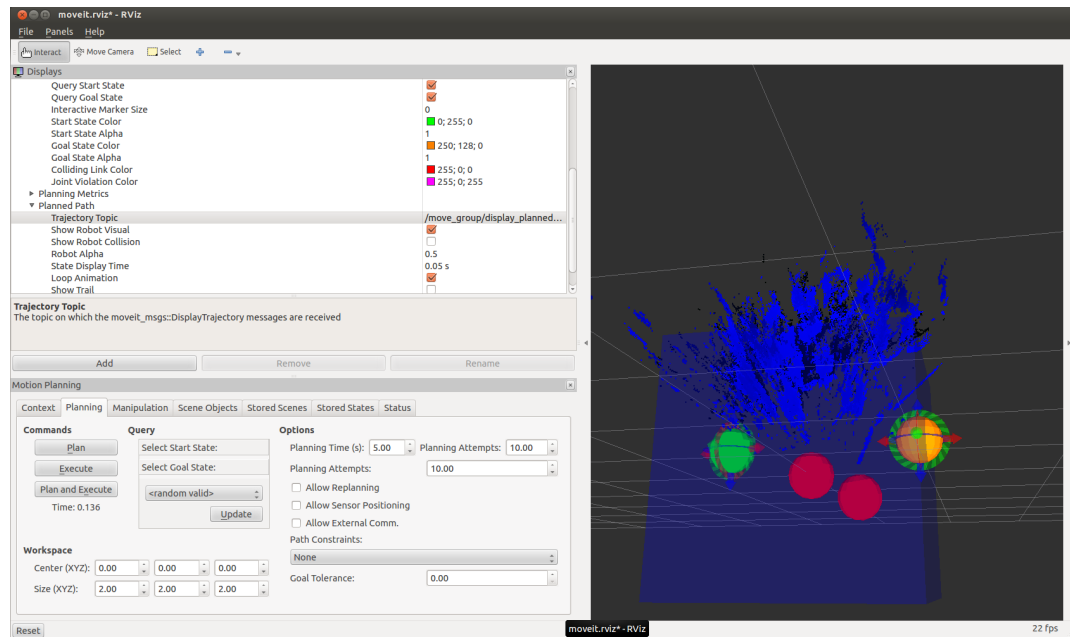 moveit.rviz* - RViz
File Panels Help
Interact Move Camera Select
Displays
Query Start State
Query Goal State
Interactive Marker Size 0
Start State Color 0; 255; 0
Start State Alpha 1
Goal State Color 250; 128; 0
Goal State Alpha 1
Colliding Link Color 255; 0; 0
Joint Violation Color 255; 0; 255
Planning Metrics
Planned Path
Trajectory Topic /move_group/display_planned...
Show Robot Visual
Show Robot Collision
Robot Alpha 0.5
State Display Time 0.05 s
Loop Animation
Show Trail
Trajectory Topic
The topic on which the moveit_msgs::DisplayTrajectory messages are received
Add Remove Rename
Motion Planning
Context Planning Manipulation Scene Objects Stored Scenes Stored States Status
Commands Query Options
Plan Select Start State: Planning Time (s): 5.00 Planning Attempts: 10.00
Execute Select Goal State: Planning Attempts: 10.00
Plan and Execute <random valid> Allow Replanning
Time: 0.136 Update Allow Sensor Positioning
Allow External Comm.
Path Constraints:
Workspace None
Center (XYZ): 0.00 0.00 0.00 Goal Tolerance: 0.00
Size (XYZ): 2.00 2.00 2.00
Reset moveit.rviz* - RViz 22 fps